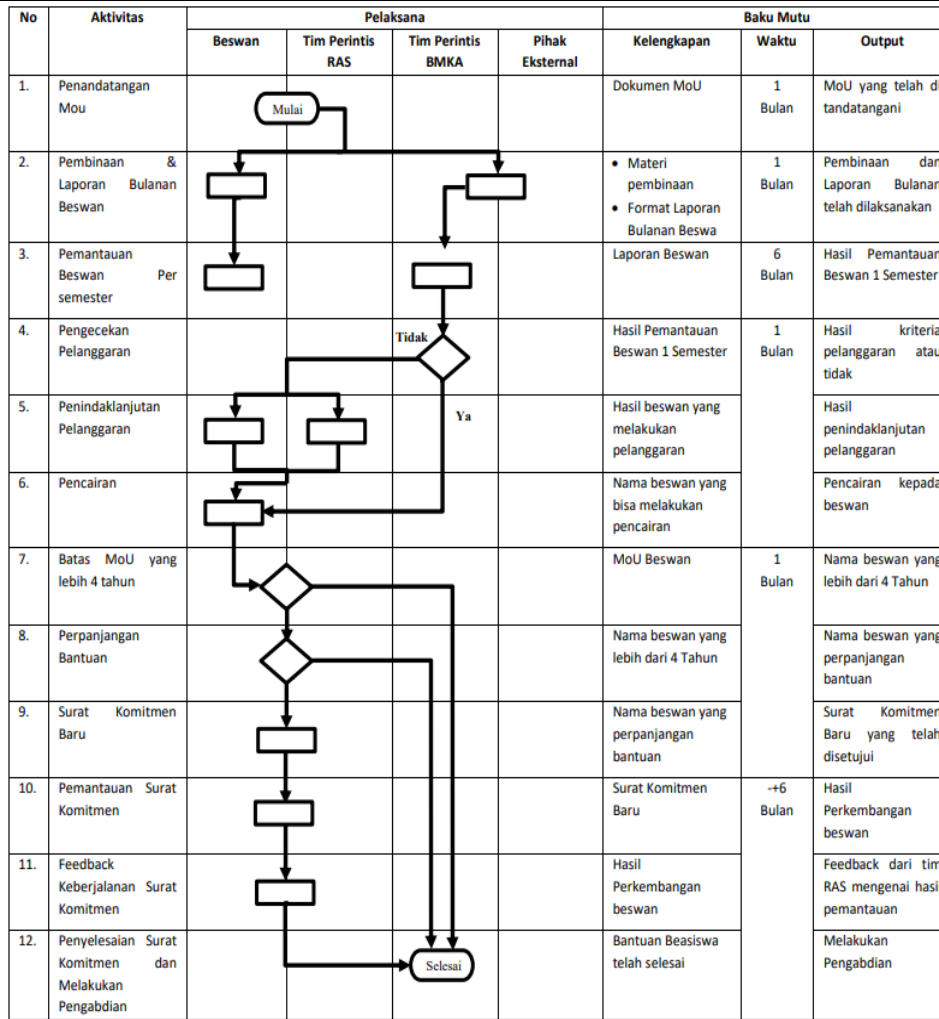 No Aktivitas Pelaksana Baku Mutu
Beswan Tim Perintis Tim Perintis Pihak Kelengkapan Waktu Output
RAS BMKA Eksternal
1. Penandatangan Dokumen MoU 1 MoU yang telah di
Mou Mulai Bulan tandatangani
2. Pembinaan & • Materi 1 Pembinaan dan
Laporan Bulanan pembinaan Bulan Laporan Bulanan
Beswan • Format Laporan telah dilaksanakan
Bulanan Beswa
3. Pemantauan Laporan Beswan 6 Hasil Pemantauan
Beswan Per Bulan Beswan 1 Semester
semester
4. Pengecekan Tidak Hasil Pemantauan 1 Hasil kriteria
Pelanggaran Beswan 1 Semester Bulan pelanggaran atau
tidak
5. Penindaklanjutan Ya Hasil beswan yang Hasil
Pelanggaran melakukan penindaklanjutan
pelanggaran pelanggaran
6. Pencairan Nama beswan yang Pencairan kepada
bisa melakukan beswan
pencairan
7. Batas MoU yang MoU Beswan 1 Nama beswan yang
lebih 4 tahun Bulan lebih dari 4 Tahun
8. Perpanjangan Nama beswan yang Nama beswan yang
Bantuan lebih dari 4 Tahun perpanjangan
bantuan
9. Surat Komitmen Nama beswan yang Surat Komitmen
Baru perpanjangan Baru yang telah
bantuan disetujui
10. Pemantauan Surat Surat Komitmen -+6 Hasil
Komitmen Baru Bulan Perkembangan
beswan
11. Feedback Hasil Feedback dari tim
Keberjalanan Surat Perkembangan RAS mengenai hasil
Komitmen beswan pemantauan
12. Penyelesaian Surat Bantuan Beasiswa Melakukan
Komitmen dan Selesai telah selesai Pengabdian
Melakukan
Pengabdian